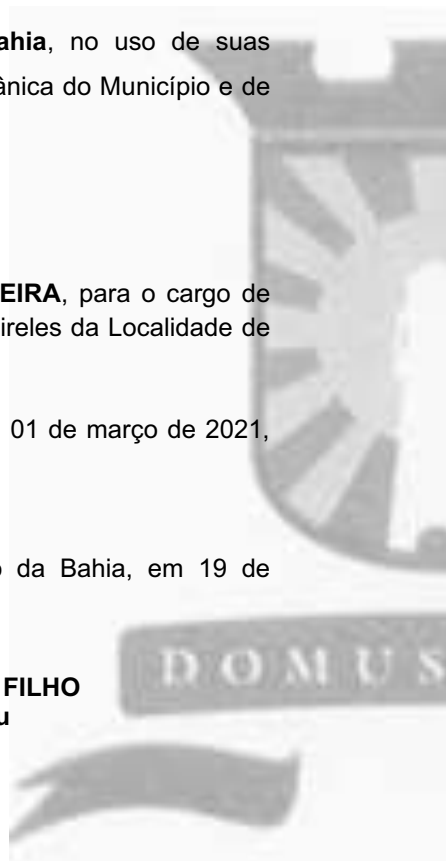 ahia, no uso de suas
ânica do Município e de
EIRA, para o cargo de
ireles da Localidade de
01 de março de 2021,
o da Bahia, em 19 de
FILHO
u
DOMUS